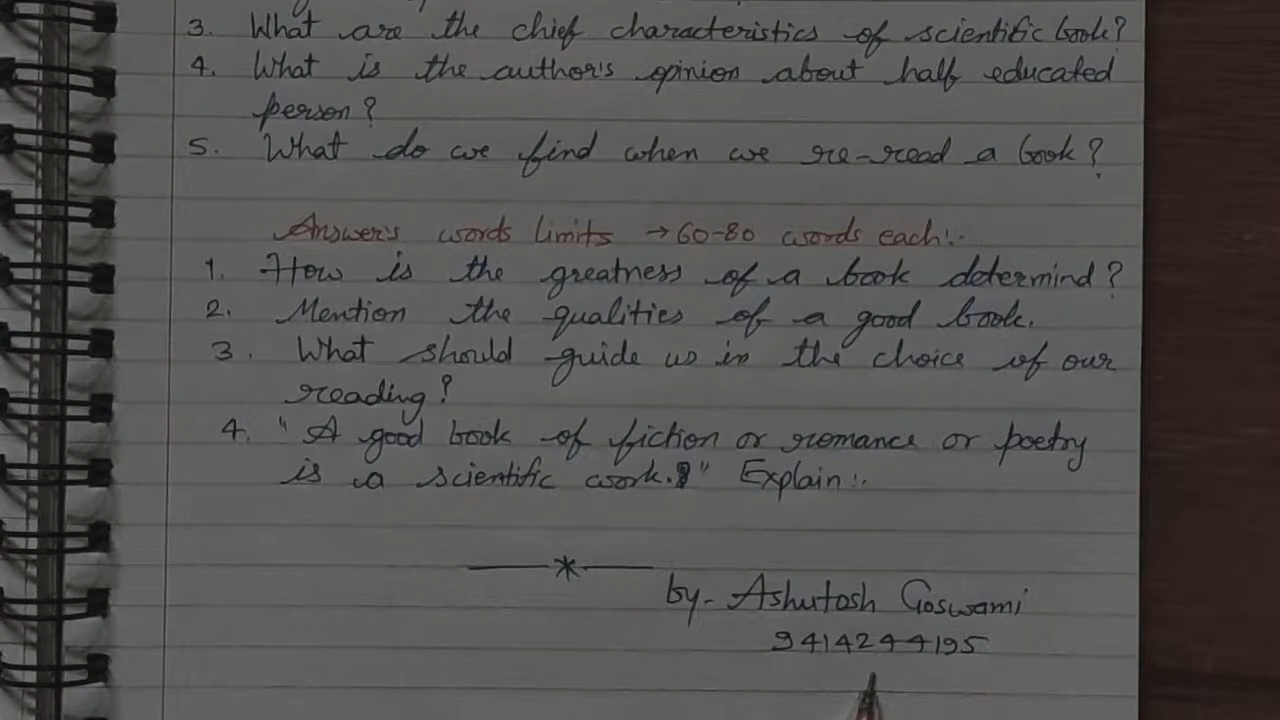 3. What are the chief characteristics of scientific book?
4. What is the author's opinion about half educated
person?
5. What do we find when we re-read a book?
Answer's words limits → 60-80 words each:.
1. How is the greatness of a book determind?
2. Mention the qualities of a good book.
3. What should guide us in the choice of our
reading?
4. "A good book of fiction or romance or poetry
is a scientific work." Explain:.
by- Ashutosh Goswami
9414244195